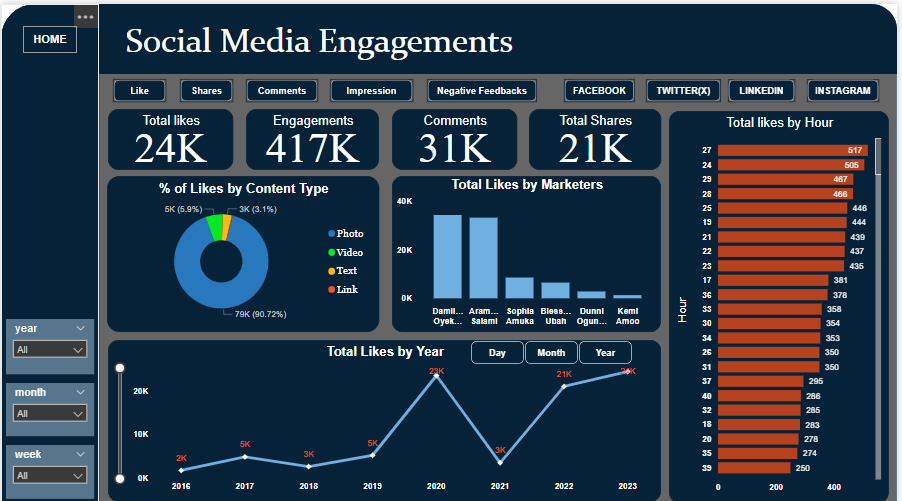 HOME
Social Media Engagements
Like
Shares
Comments
Impression
Negative Feedbacks
FACEBOOK
TWITTER(X)
LINKEDIN
INSTAGRAM
Total likes
24K
Engagements
417K
Comments
31K
Total Shares
21K
% of Likes by Content Type
5K (5.9%)
3K (3.1%)
79K (90.72%)
Photo
Video
Text
Link
Total Likes by Marketers
40K
20K
0K
Damil... Oyek...
Aram... Salami
Sophia Amuka
Bless... Ubah
Dunni Ogun...
Kemi Amoo
Total likes by Hour
Hour
27 517
24 505
29 467
28 466
25 446
19 444
21 439
22 437
23 435
17 381
36 378
33 358
30 354
34 353
26 350
31 350
37 295
40 286
32 285
18 283
20 278
35 274
39 250
0 200 400
year
All
month
All
week
All
Total Likes by Year
Day
Month
Year
20K
10K
0K
2K
5K
3K
5K
23K
3K
21K
24K
2016 2017 2018 2019 2020 2021 2022 2023